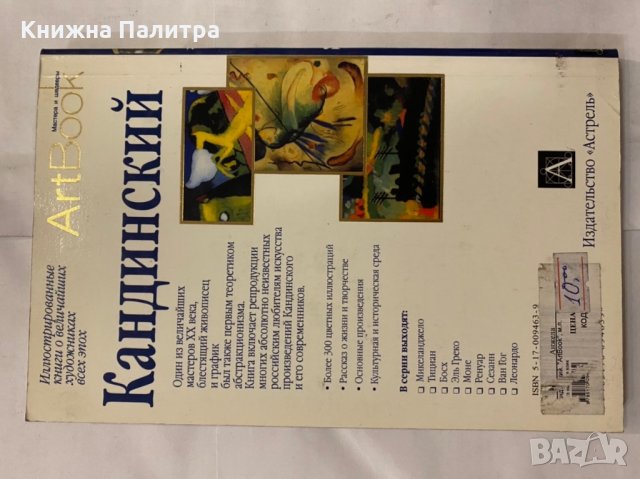 Книжна Палитра
Иллюстрированные
книги о величайших
художниках
всех эпох
Мастера и шедевры
ArtBook
Кандинский
Один из величайших
мастеров XX века,
блестящий живописец
и график
был также первым теоретиком
абстракционизма.
Книга включает репродукции
многих абсолютно неизвестных
российским любителям искусства
произведений Кандинского
и его современников.
• Более 300 цветных иллюстраций
• Рассказ о жизни и творчестве
• Основные произведения
• Культурная и историческая среда
В серии выходят:
❑ Микеланджело
❑ Тициан
❑ Босх
❑ Эль Греко
❑ Моне
❑ Ренуар
❑ Сезанн
❑ Ван Гог
❑ Леонардо
A
Издательство «Астрель»
ISBN 5-17-009463-9
ЦЕНА 10.00
КОД
BAZAR
bg